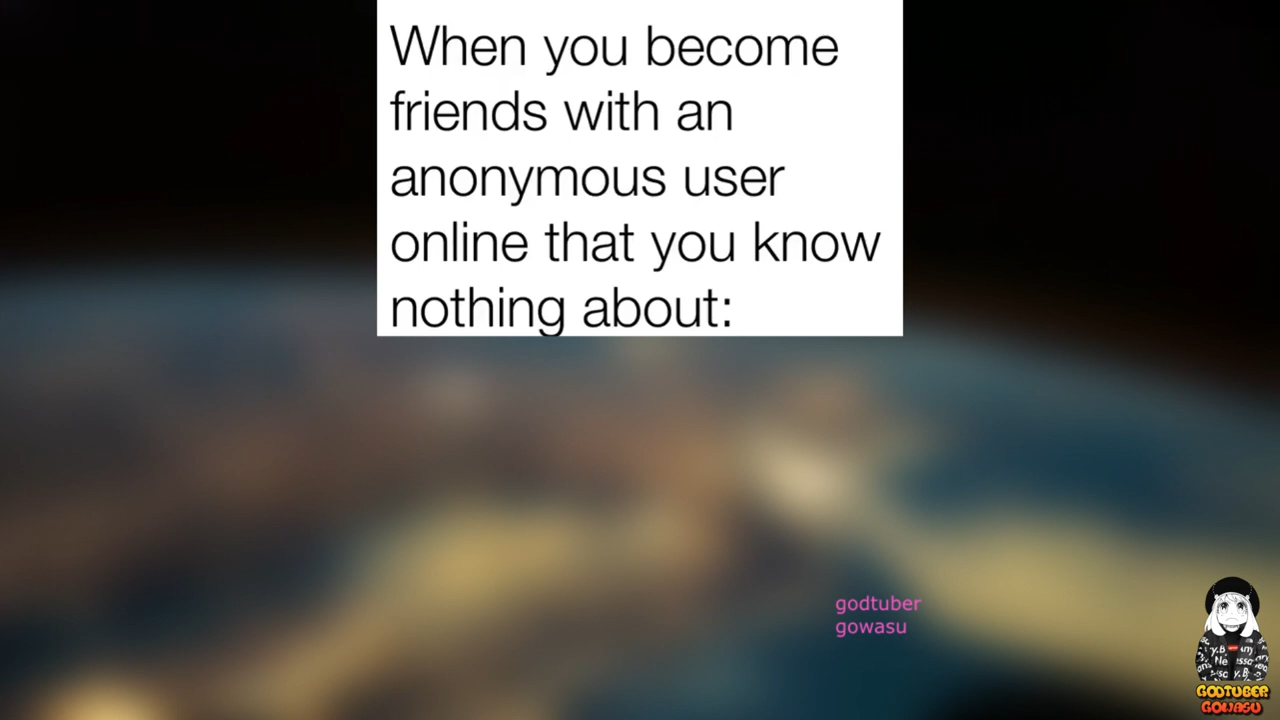 When you become
friends with an
anonymous user
online that you know
nothing about:
godtuber
gowasu
GODTUBER
GOWASU